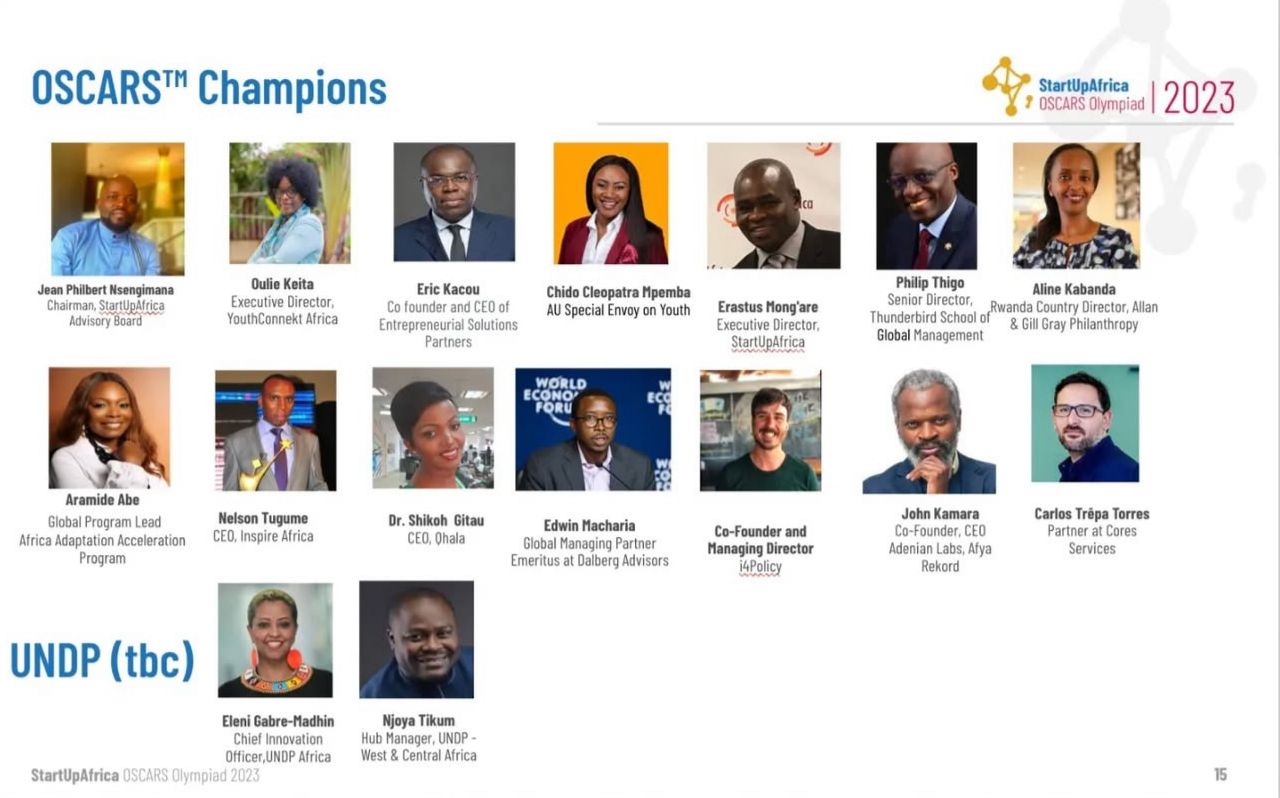 OSCARS™ Champions
StartUpAfrica
OSCARS Olympiad | 2023
Jean Philbert Nsengimana
Chairman, StartUpAfrica
Advisory Board
Oulie Keita
Executive Director,
YouthConnekt Africa
Eric Kacou
Co founder and CEO of
Entrepreneurial Solutions
Partners
Chido Cleopatra Mpemba
AU Special Envoy on Youth
Erastus Mong'are
Executive Director,
StartUpAfrica
Philip Thigo
Senior Director,
Thunderbird School of
Global Management
Aline Kabanda
Rwanda Country Director, Allan
& Gill Gray Philanthropy
WORLD
ECONO
FORU
Aramide Abe
Global Program Lead
Africa Adaptation Acceleration
Program
Nelson Tugume
CEO, Inspire Africa
Dr. Shikoh Gitau
CEO, Qhala
Edwin Macharia
Global Managing Partner
Emeritus at Dalberg Advisors
Co-Founder and
Managing Director
i4Policy
John Kamara
Co-Founder, CEO
Adenian Labs, Afya
Rekord
Carlos Trêpa Torres
Partner at Cores
Services
UNDP (tbc)
Eleni Gabre-Madhin
Chief Innovation
Officer,UNDP Africa
Njoya Tikum
Hub Manager, UNDP -
West & Central Africa
StartUpAfrica OSCARS Olympiad 2023
15